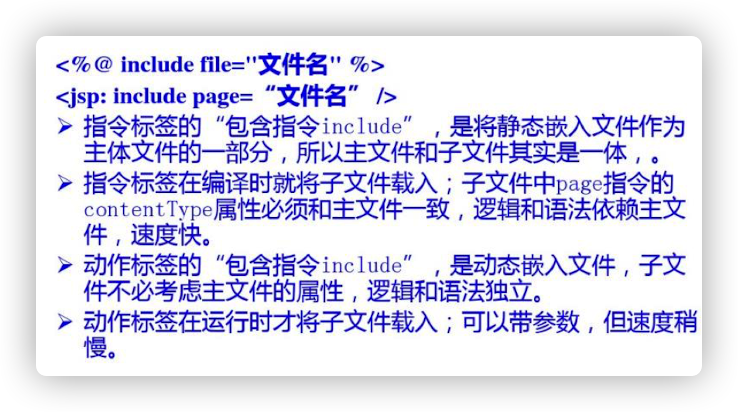 <%@ include file="文件名" %>
<jsp: include page=“文件名” />
➢ 指令标签的“包含指令include”，是将静态嵌入文件作为
主体文件的一部分，所以主文件和子文件其实是一体，。
➢ 指令标签在编译时就将子文件载入；子文件中page指令的
contentType属性必须和主文件一致，逻辑和语法依赖主文
件，速度快。
➢ 动作标签的“包含指令include”，是动态嵌入文件，子文
件不必考虑主文件的属性，逻辑和语法独立。
➢ 动作标签在运行时才将子文件载入；可以带参数，但速度稍
慢。